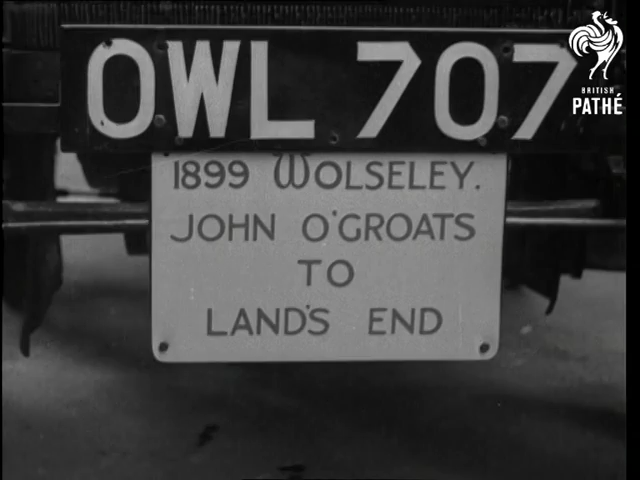 OWL 707
BRITISH
PATHÉ
1899 WOLSELEY.
JOHN O'GROATS
TO
LAND'S END